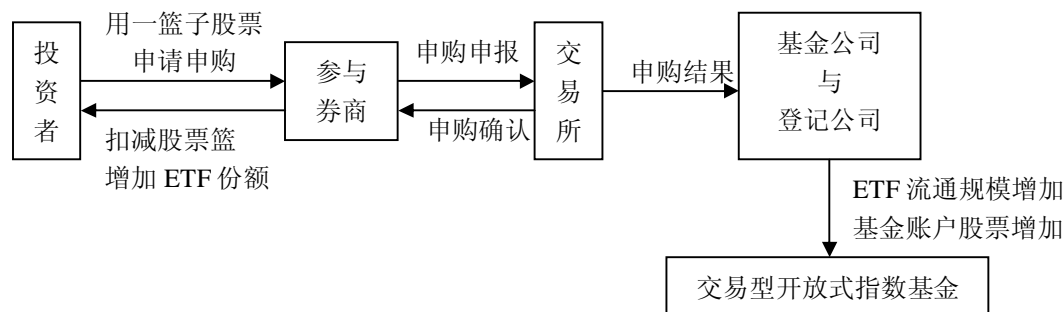 投资者
用一篮子股票
申请申购
扣减股票篮
增加 ETF 份额
参与
券商
申购申报
申购确认
交易所
申购结果
基金公司
与
登记公司
ETF 流通规模增加
基金账户股票增加
交易型开放式指数基金